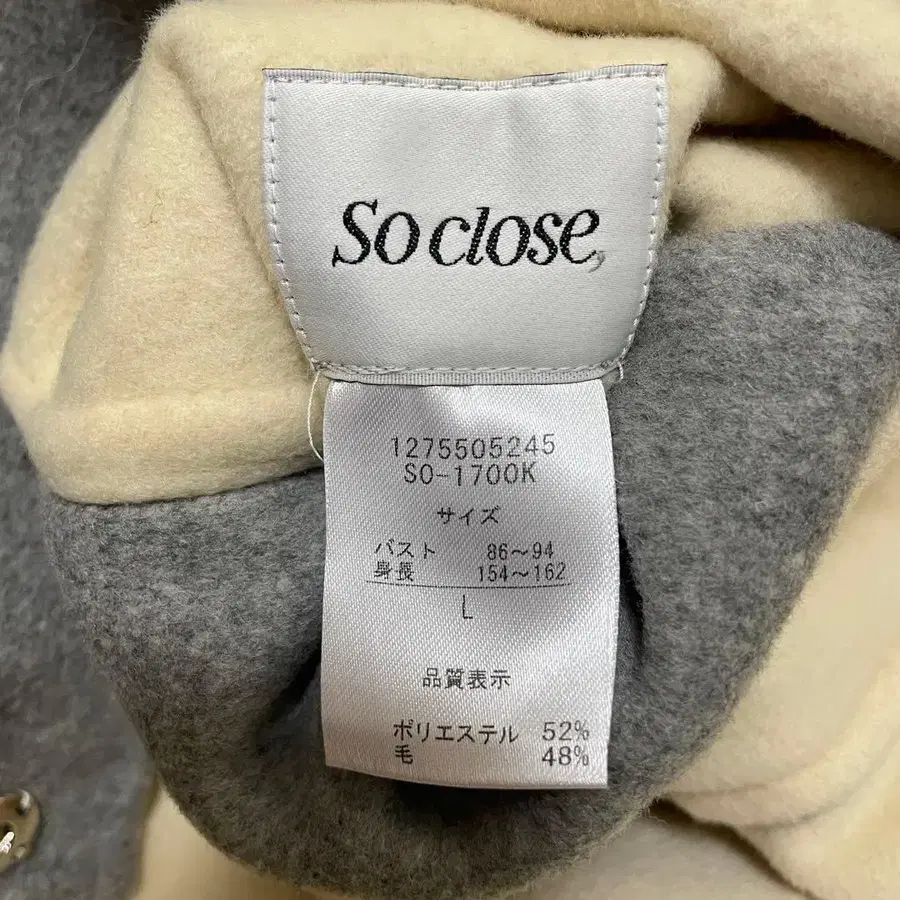 So close,
1275505245
SO-1700K
サイズ
バスト 86～94
身長 154～162
L
品質表示
ポリエステル 52%
毛 48%